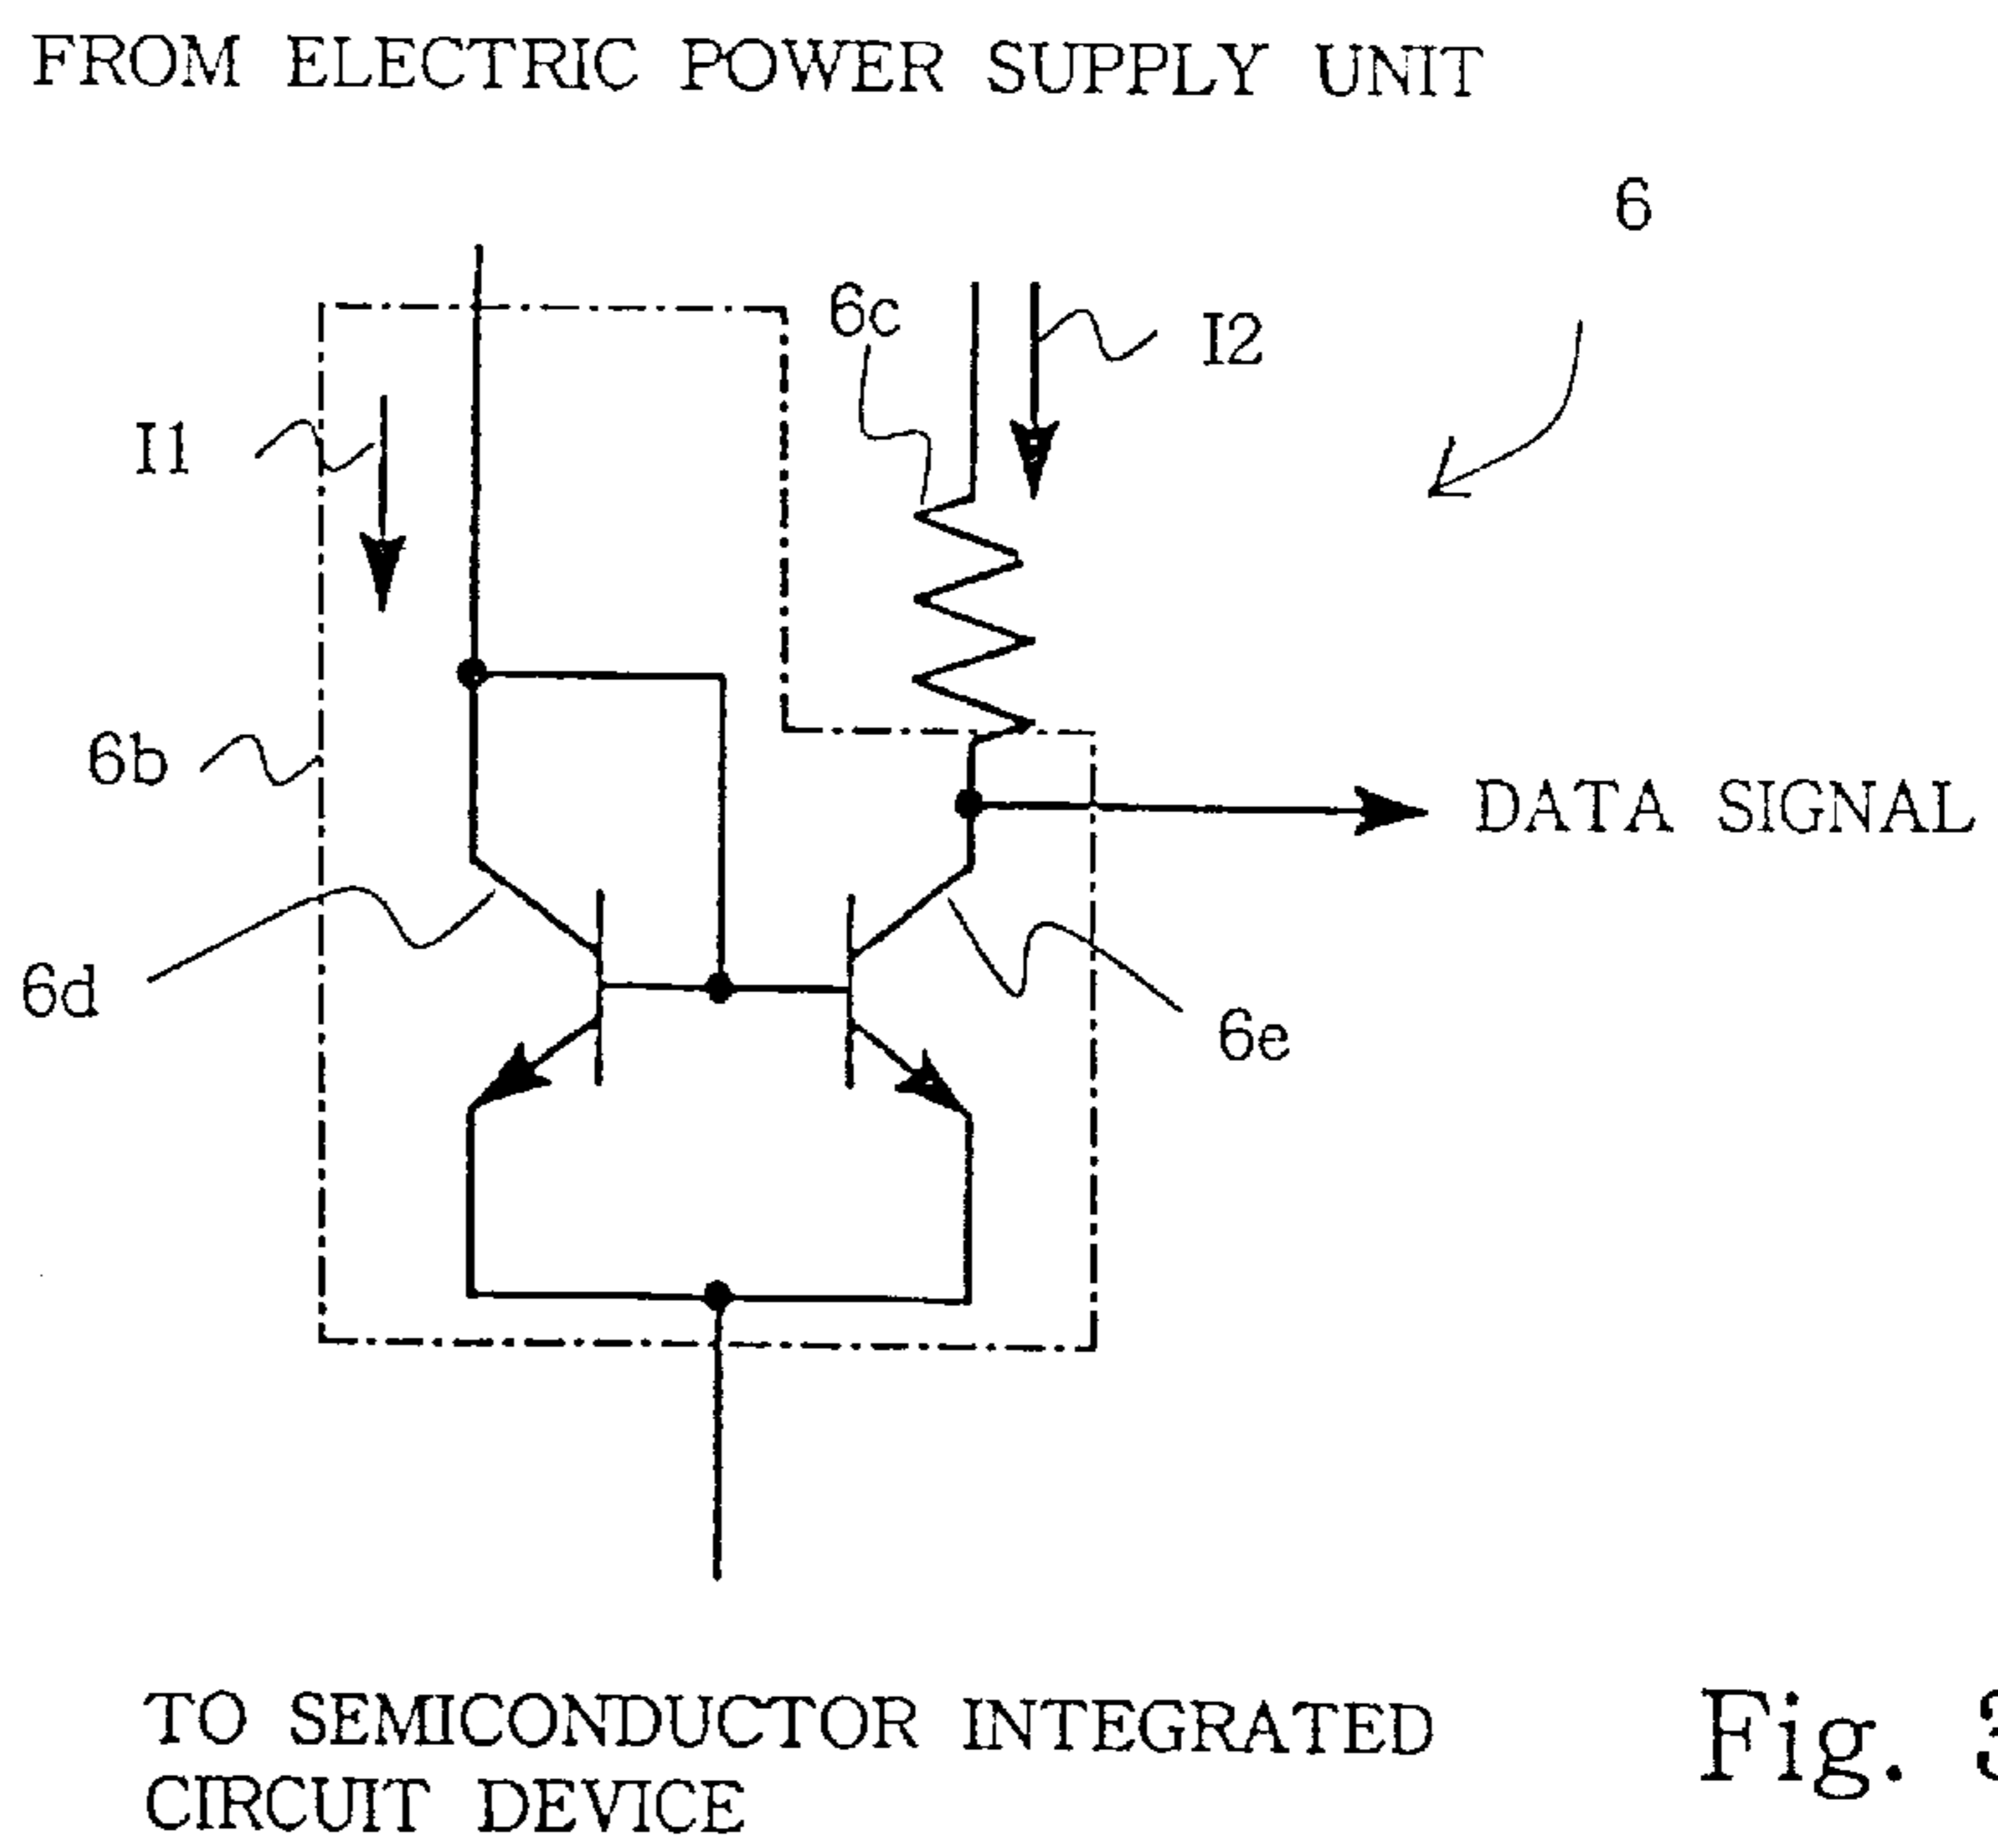 FROM ELECTRIC POWER SUPPLY UNIT
6
6c
I2
I1
6b
DATA SIGNAL
6d
6e
TO SEMICONDUCTOR INTEGRATED
CIRCUIT DEVICE
Fig.